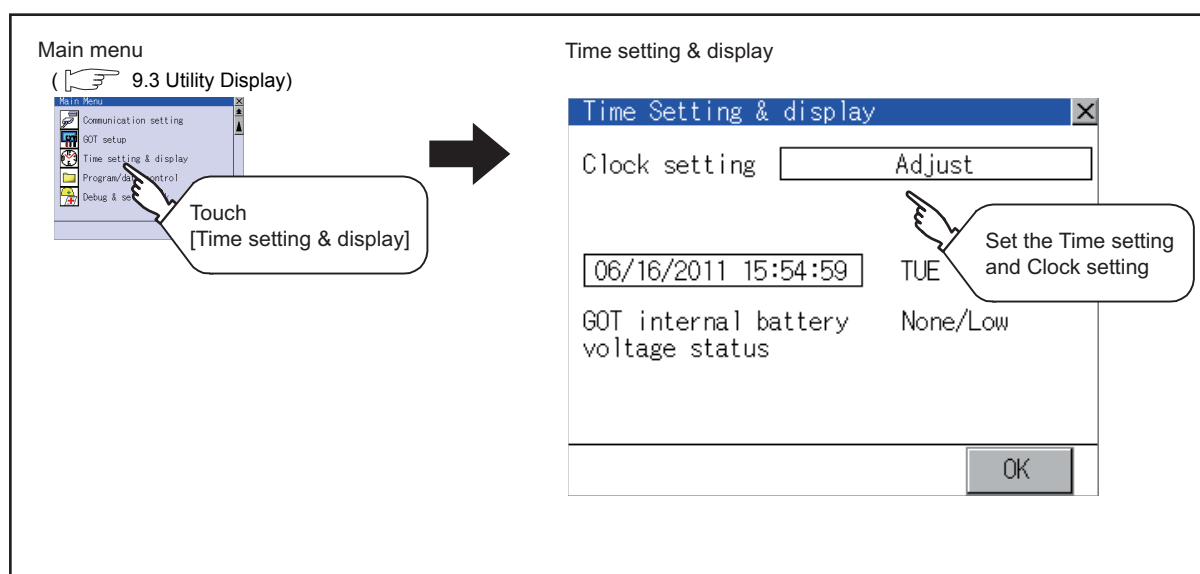 Main menu
( 9.3 Utility Display)
Main Menu
Communication setting
GOT setup
Time setting & display
Program/data control
Debug & se
Touch
[Time setting & display]
Time setting & display
Time Setting & display
Clock setting Adjust
Set the Time setting
and Clock setting
06/16/2011 15:54:59 TUE
GOT internal battery None/Low
voltage status
OK